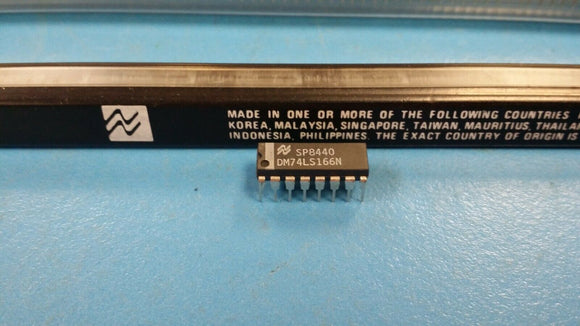 MADE IN ONE OR MORE OF THE FOLLOWING COUNTRIES
KOREA, MALAYSIA, SINGAPORE, TAIWAN, MAURITIUS,
INDONESIA, PHILIPPINES. THE EXACT COUNTRY OF ORIGIN IS
SP8440
DM74LS166N